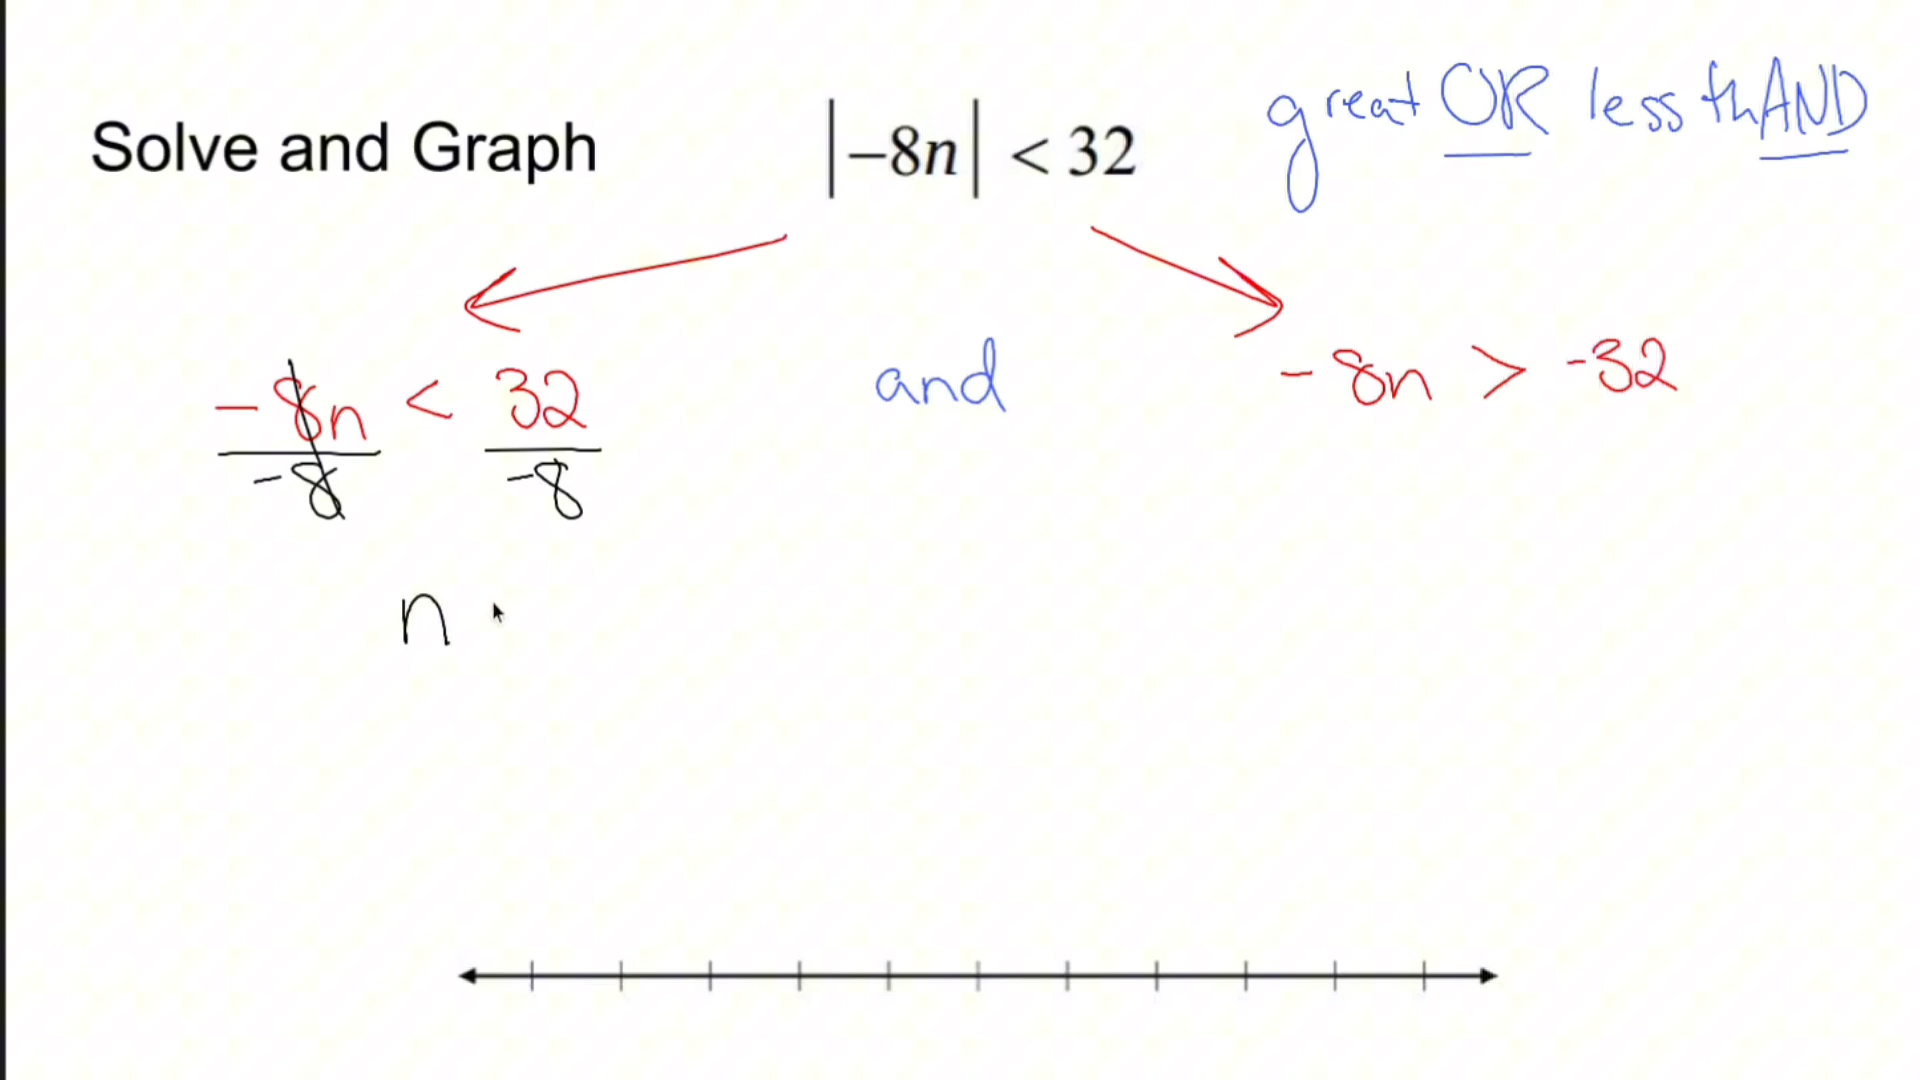 Solve and Graph |−8n| < 32 great OR less thAND
-8n < 32 and -8n > -32
-8 -8
n